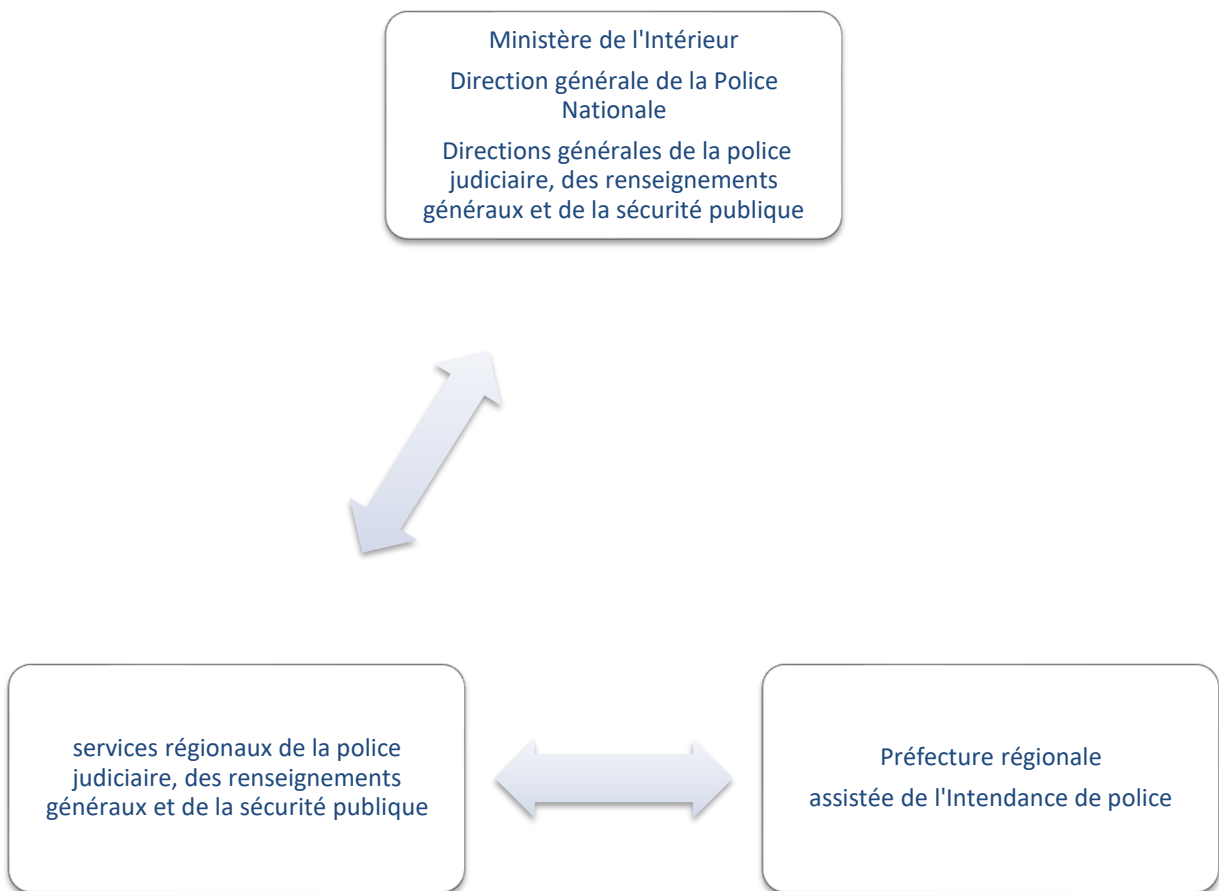 Ministère de l'Intérieur
Direction générale de la Police
Nationale
Directions générales de la police
judiciaire, des renseignements
généraux et de la sécurité publique
services régionaux de la police
judiciaire, des renseignements
généraux et de la sécurité publique
Préfecture régionale
assistée de l'Intendance de police